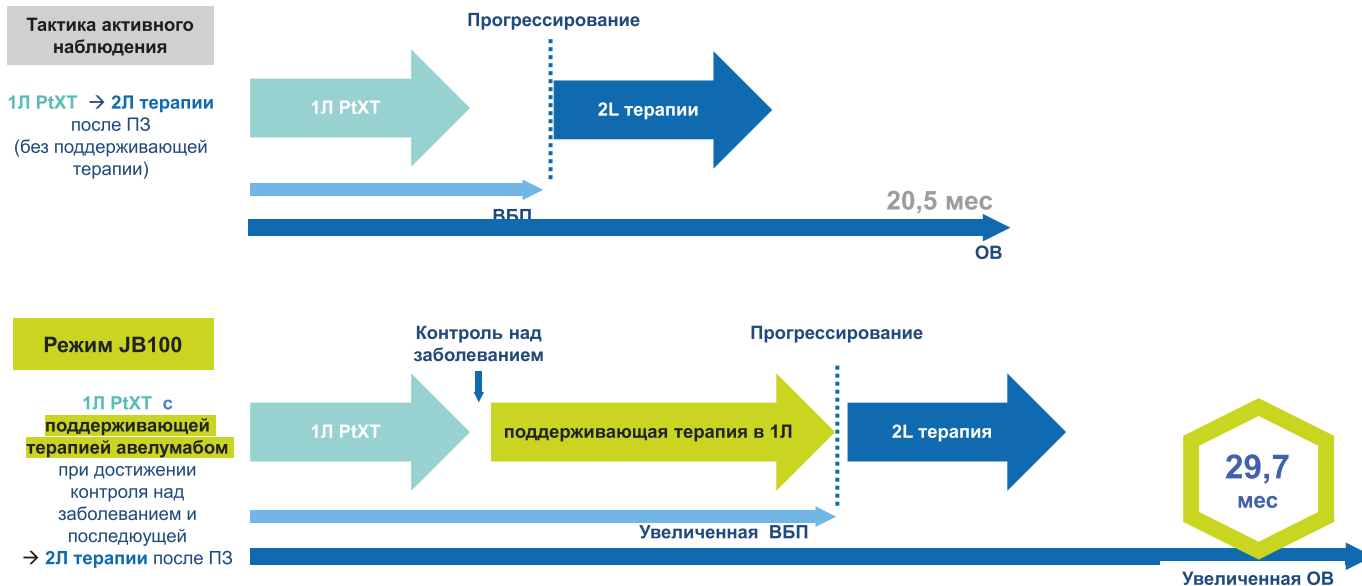 Тактика активного
наблюдения
1Л PtXT → 2Л терапии
после ПЗ
(без поддерживающей
терапии)
Прогрессирование
1Л PtXT
2L терапии
ВБП
20,5 мес
ОВ
Режим JB100
1Л PtXT с
поддерживающей
терапией авелумабом
при достижении
контроля над
заболеванием и
последюущей
→ 2Л терапии после ПЗ
Контроль над
заболеванием
Прогрессирование
1Л PtXT
поддерживающая терапия в 1Л
2L терапия
Увеличенная ВБП
29,7
мес
Увеличенная ОВ